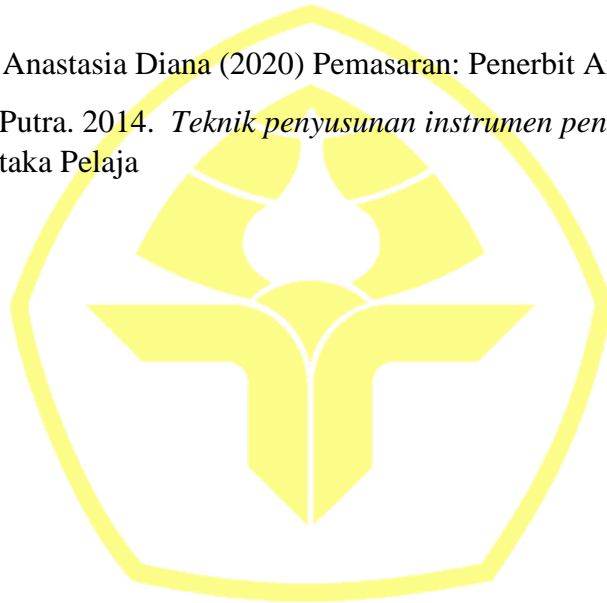 Anastasia Diana (2020) Pemasaran: Penerbit A
Putra. 2014. Teknik penyusunan instrumen pen
taka Pelaja